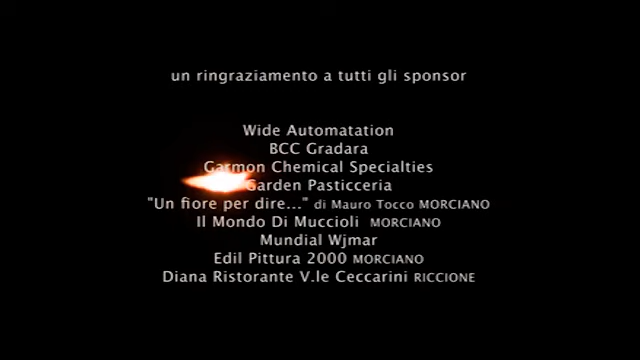 un ringraziamento a tutti gli sponsor
Wide Automatation
BCC Gradara
Garmon Chemical Specialties
Garden Pasticceria
"Un fiore per dire..." di Mauro Tocco MORCIANO
Il Mondo Di Muccioli MORCIANO
Mundial Wjmar
Edil Pittura 2000 MORCIANO
Diana Ristorante V.le Ceccarini RICCIONE